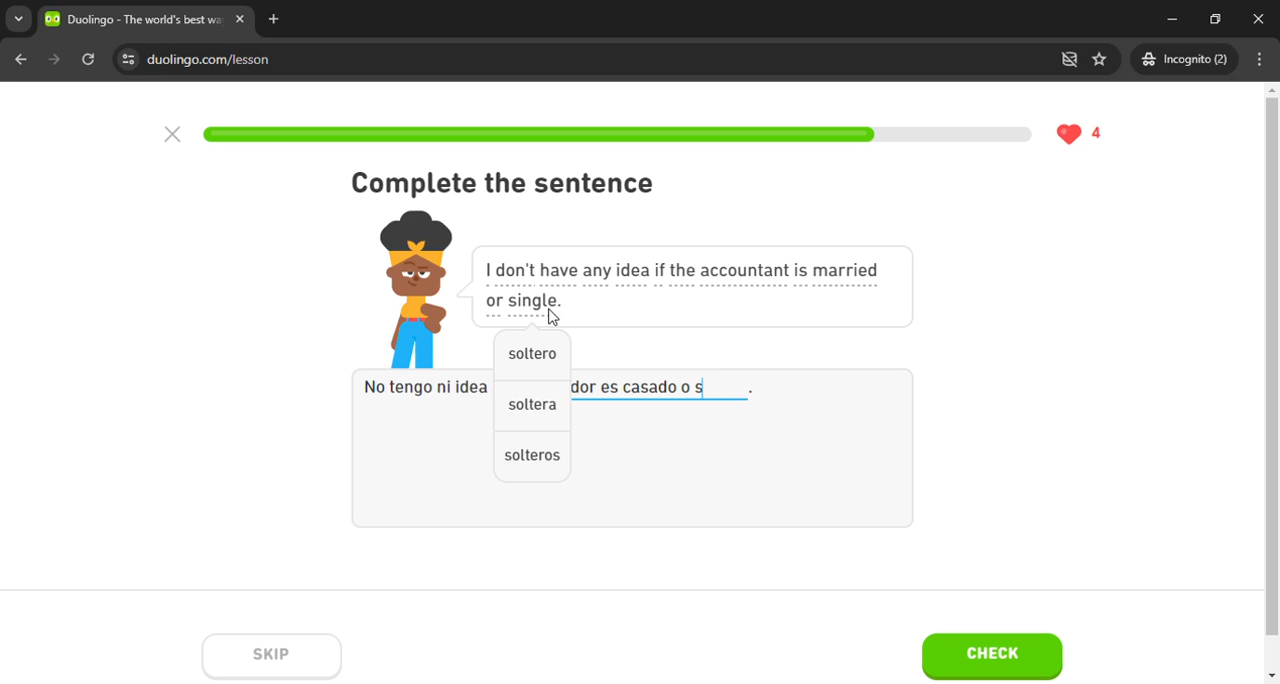 Duolingo - The world's best wa
duolingo.com/lesson
Incognito (2)
4
Complete the sentence
I don't have any idea if the accountant is married
or single.
soltero
No tengo ni idea dor es casado o s .
soltera
solteros
SKIP
CHECK